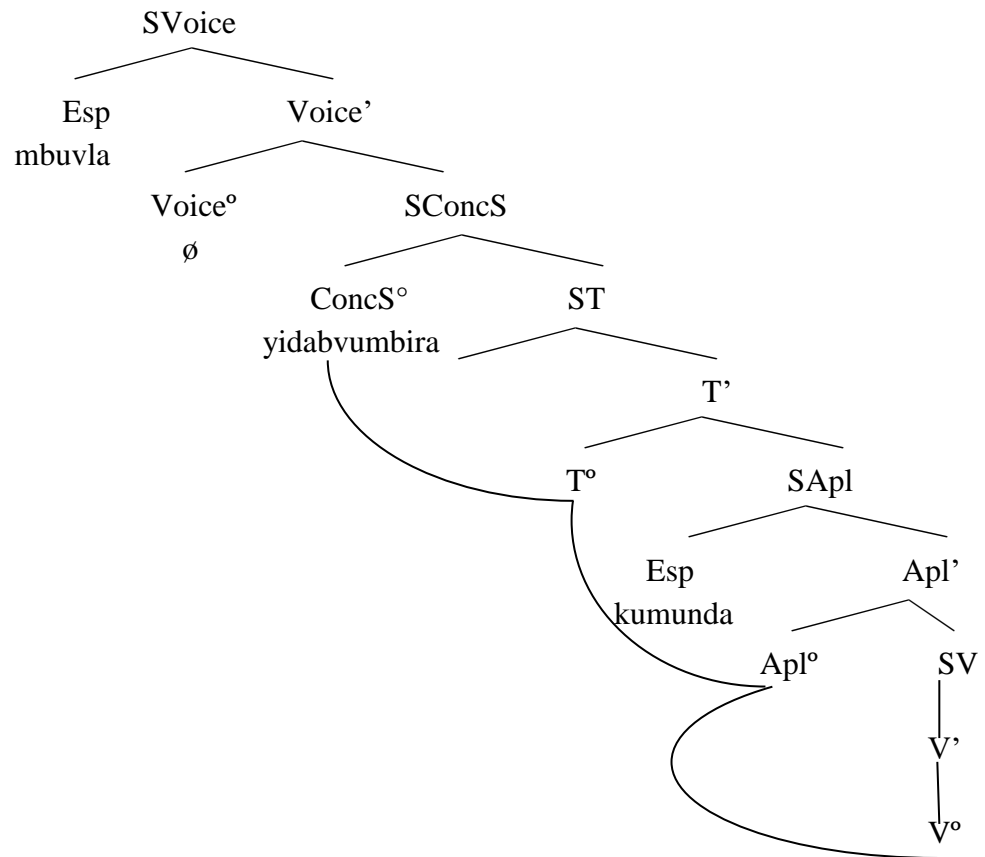 SVoice
Esp Voice’
mbuvla
Voiceº SConcS
ø
ConcS° ST
yidabvumbira
T’
Tº SApl
Esp Apl’
kumunda
Aplº SV
V’
Vº